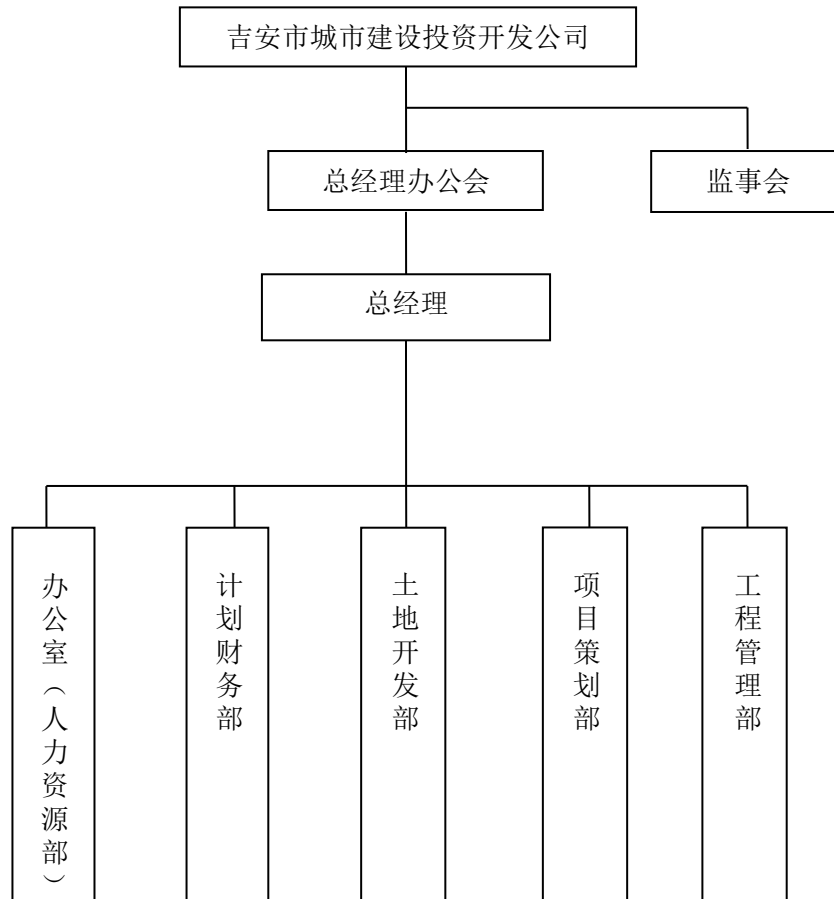 吉安市城市建设投资开发公司
总经理办公会
监事会
总经理
办公室（人力资源部）
计划财务部
土地开发部
项目策划部
工程管理部